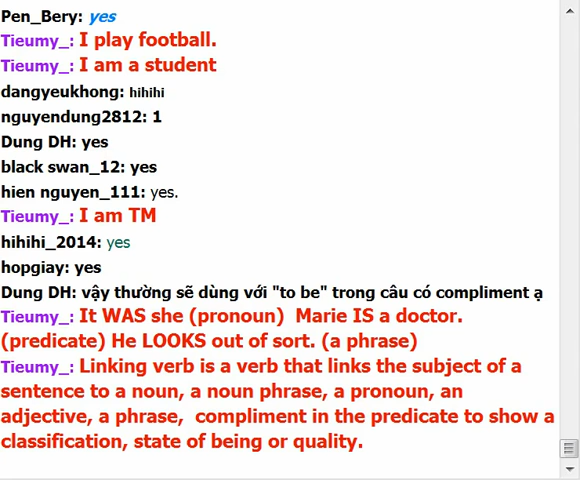 Pen_Bery: yes
Tieumy_: I play football.
Tieumy_: I am a student
dangyeukhong: hihihi
nguyendung2812: 1
Dung DH: yes
black swan_12: yes
hien nguyen_111: yes.
Tieumy_: I am TM
hihihi_2014: yes
hopgiay: yes
Dung DH: vậy thường sẽ dùng với "to be" trong câu có compliment ạ
Tieumy_: It WAS she (pronoun)  Marie IS a doctor.
(predicate) He LOOKS out of sort. (a phrase)
Tieumy_: Linking verb is a verb that links the subject of a
sentence to a noun, a noun phrase, a pronoun, an
adjective, a phrase,  compliment in the predicate to show a
classification, state of being or quality.